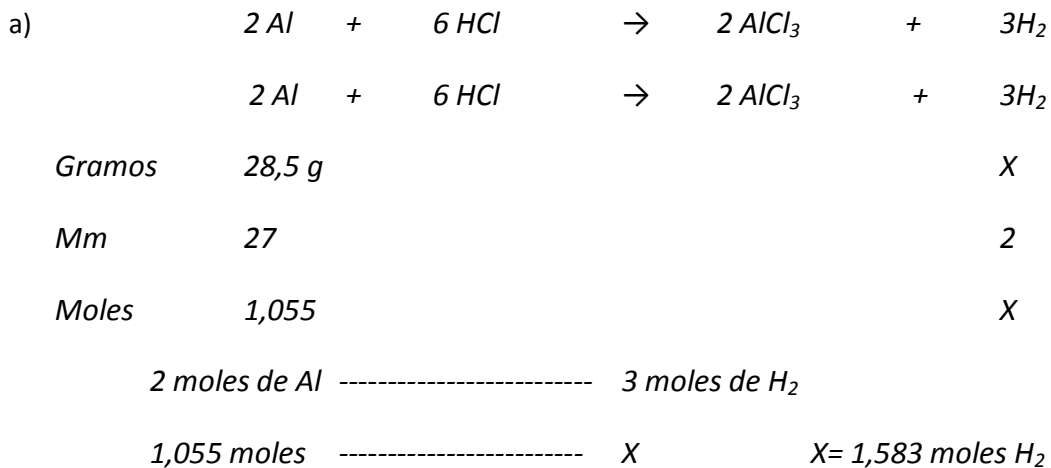 a) 2 Al + 6 HCl → 2 AlCl₃ + 3H₂
2 Al + 6 HCl → 2 AlCl₃ + 3H₂
Gramos 28,5 g X
Mm 27 2
Moles 1,055 X
2 moles de Al -------------------------- 3 moles de H₂
1,055 moles ------------------------- X X= 1,583 moles H₂